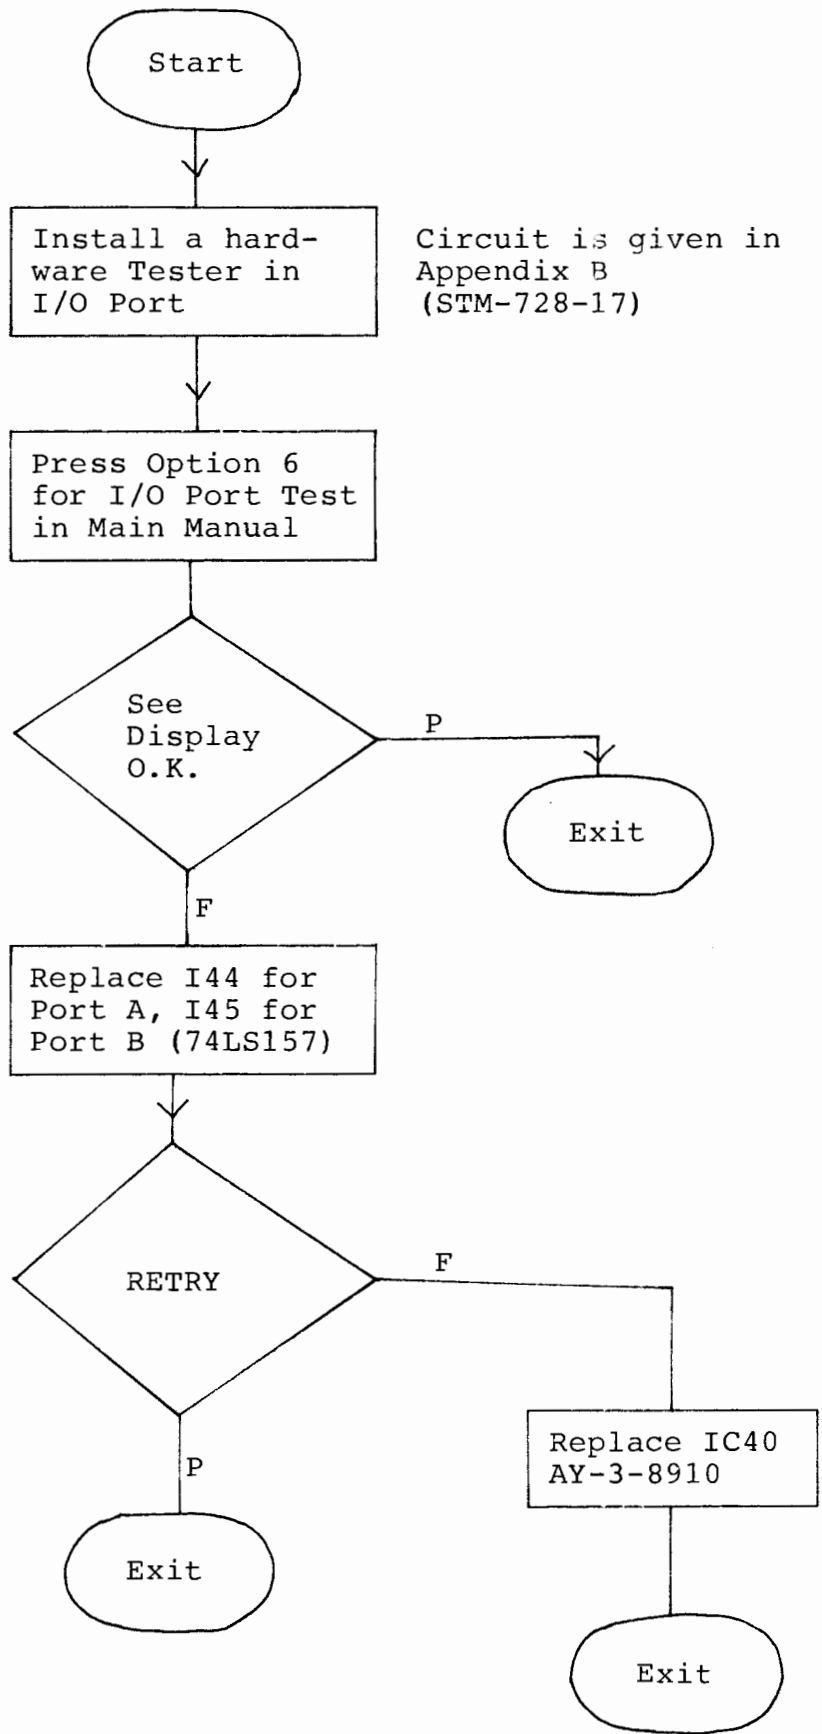 Start
Install a hard-
ware Tester in
I/O Port
Circuit is given in
Appendix B
(STM-728-17)
Press Option 6
for I/O Port Test
in Main Manual
See
Display
O.K.
P
Exit
F
Replace I44 for
Port A, I45 for
Port B (74LS157)
RETRY
F
P
Replace IC40
AY-3-8910
Exit
Exit